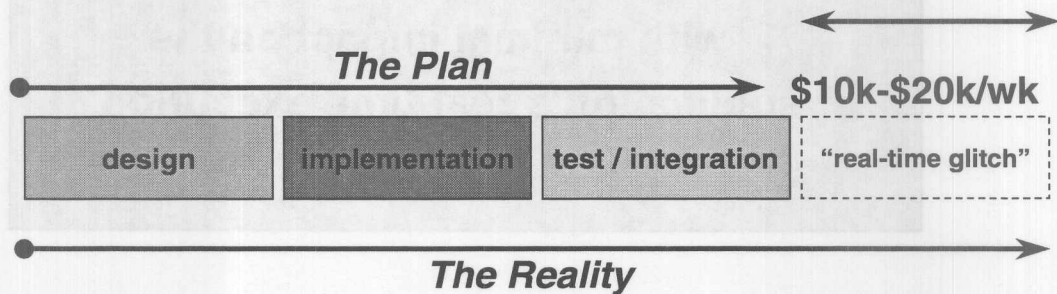 The Plan
$10k-$20k/wk
design
implementation
test / integration
“real-time glitch”
The Reality